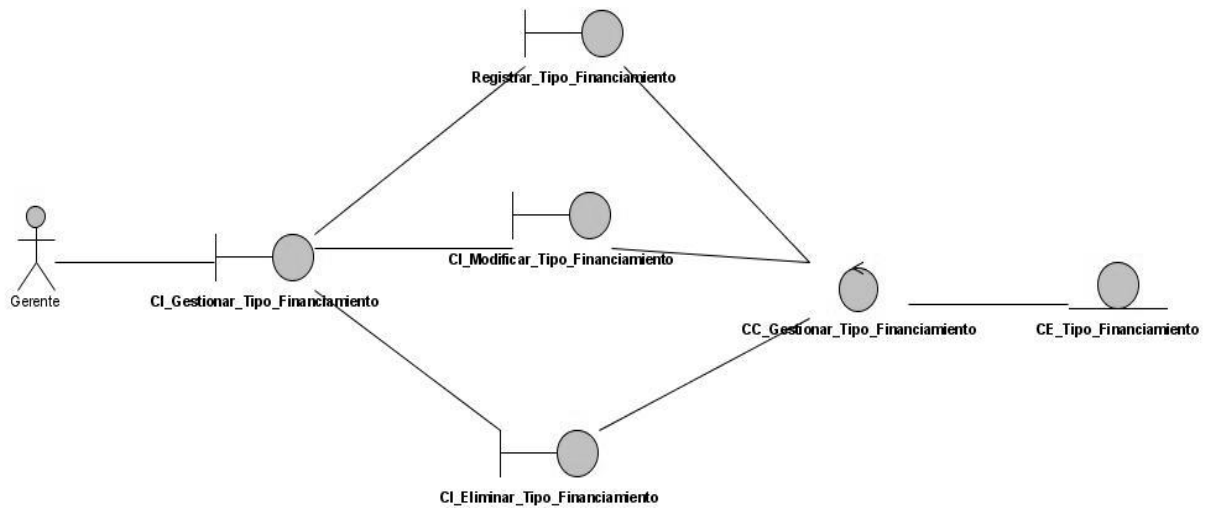 Registrar_Tipo_Financiamiento
CI_Modificar_Tipo_Financiamiento
Gerente
CI_Gestionar_Tipo_Financiamiento
CC_Gestionar_Tipo_Financiamiento
CE_Tipo_Financiamiento
CI_Eliminar_Tipo_Financiamiento